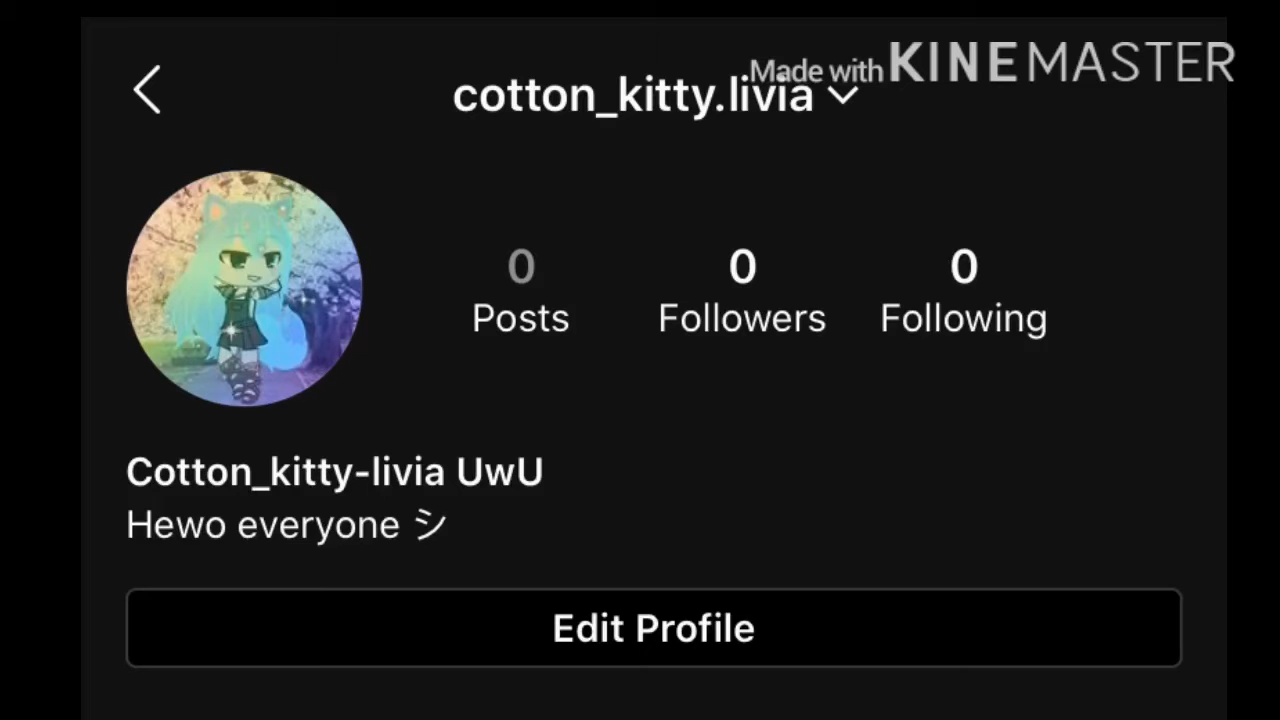 Made with KINEMASTER
cotton_kitty.livia
0 0 0
Posts Followers Following
Cotton_kitty-livia UwU
Hewo everyone シ
Edit Profile